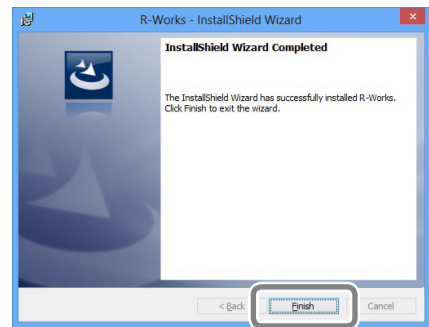 R-Works - InstallShield Wizard
InstallShield Wizard Completed
The InstallShield Wizard has successfully installed R-Works.
Click Finish to exit the wizard.
< Back
Finish
Cancel